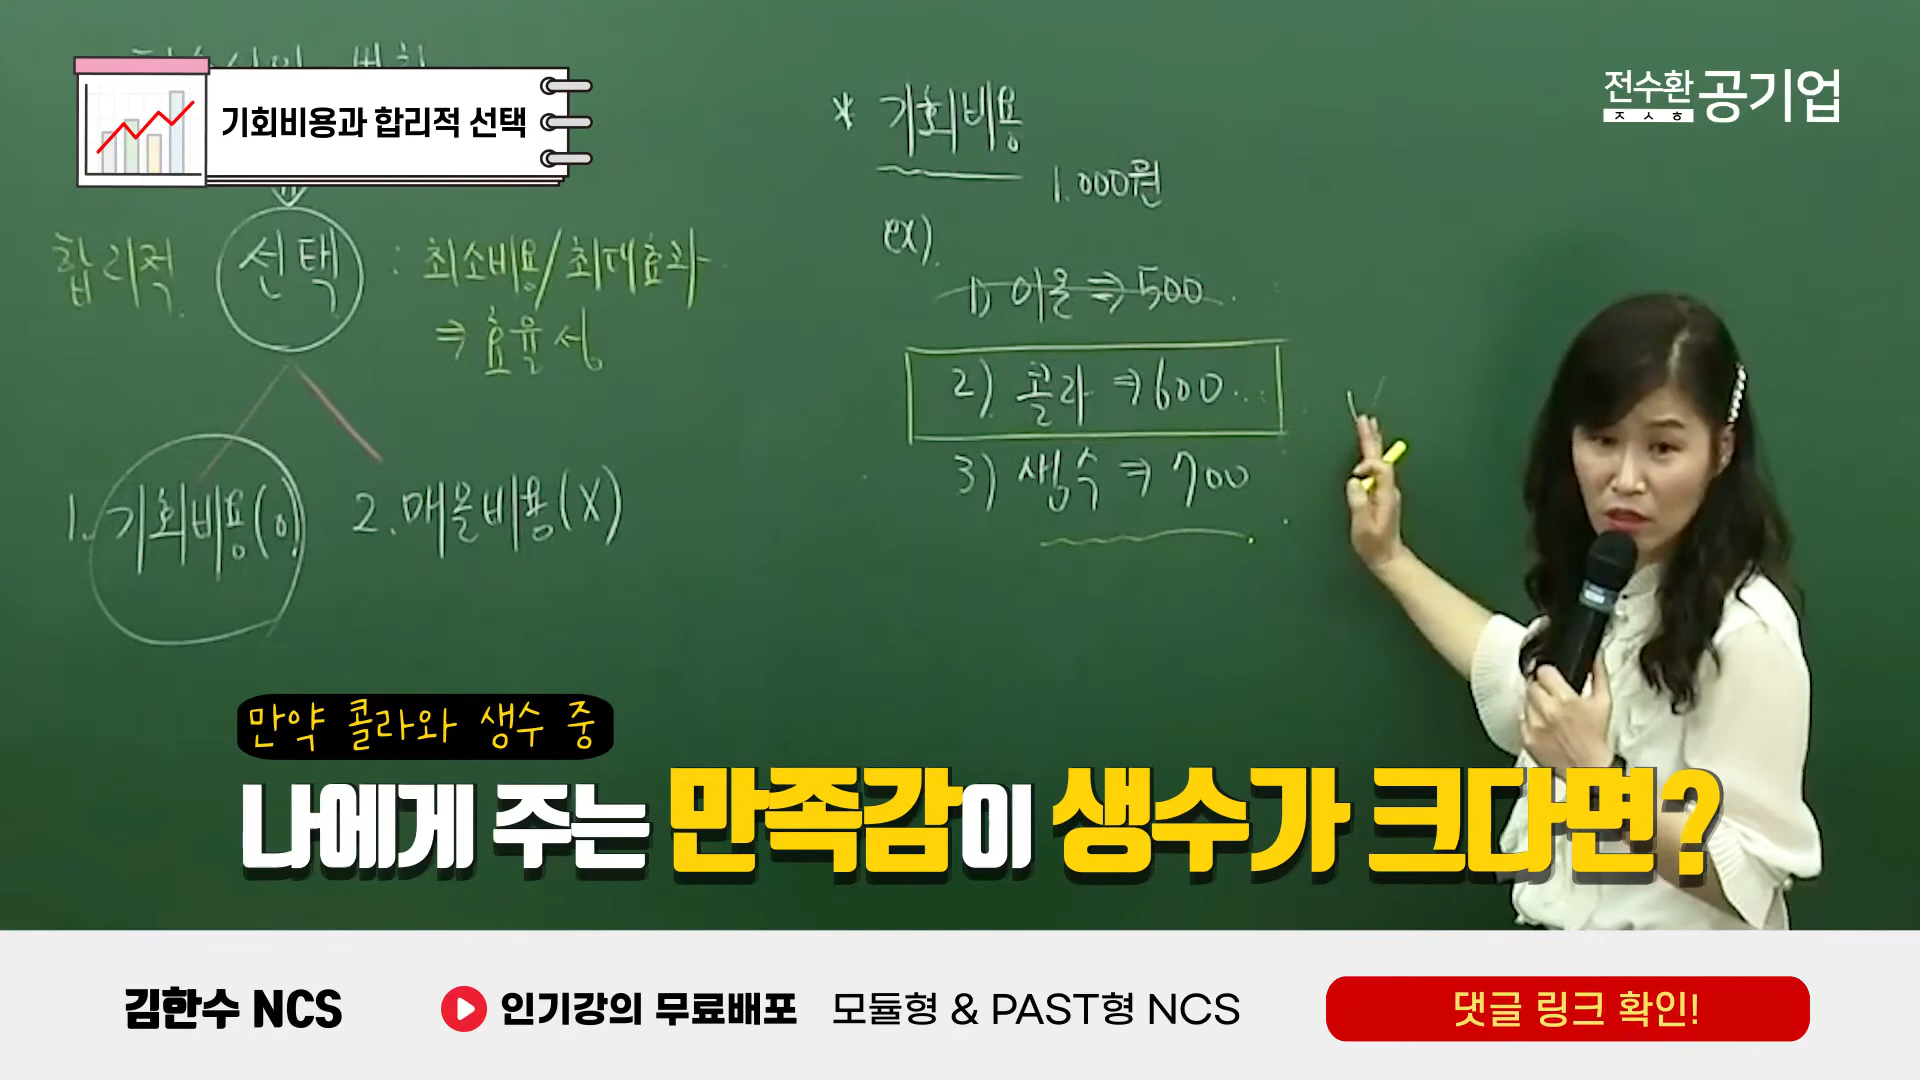 기회비용과 합리적 선택
전수환 공기업
ㅈ ㅅ ㅎ
합리적 선택 : 최소비용/최대효과
⇒ 효율성
1. 기회비용(0) 2. 매몰비용(X)
* 기회비용
1.000원
ex).
1) 이온 ⇒ 500
2) 콜라 ⇒ 600
3) 생수 ⇒ 700
만약 콜라와 생수 중
나에게 주는 만족감이 생수가 크다면?
김한수 NCS 인기강의 무료배포 모듈형 & PAST형 NCS 댓글 링크 확인!